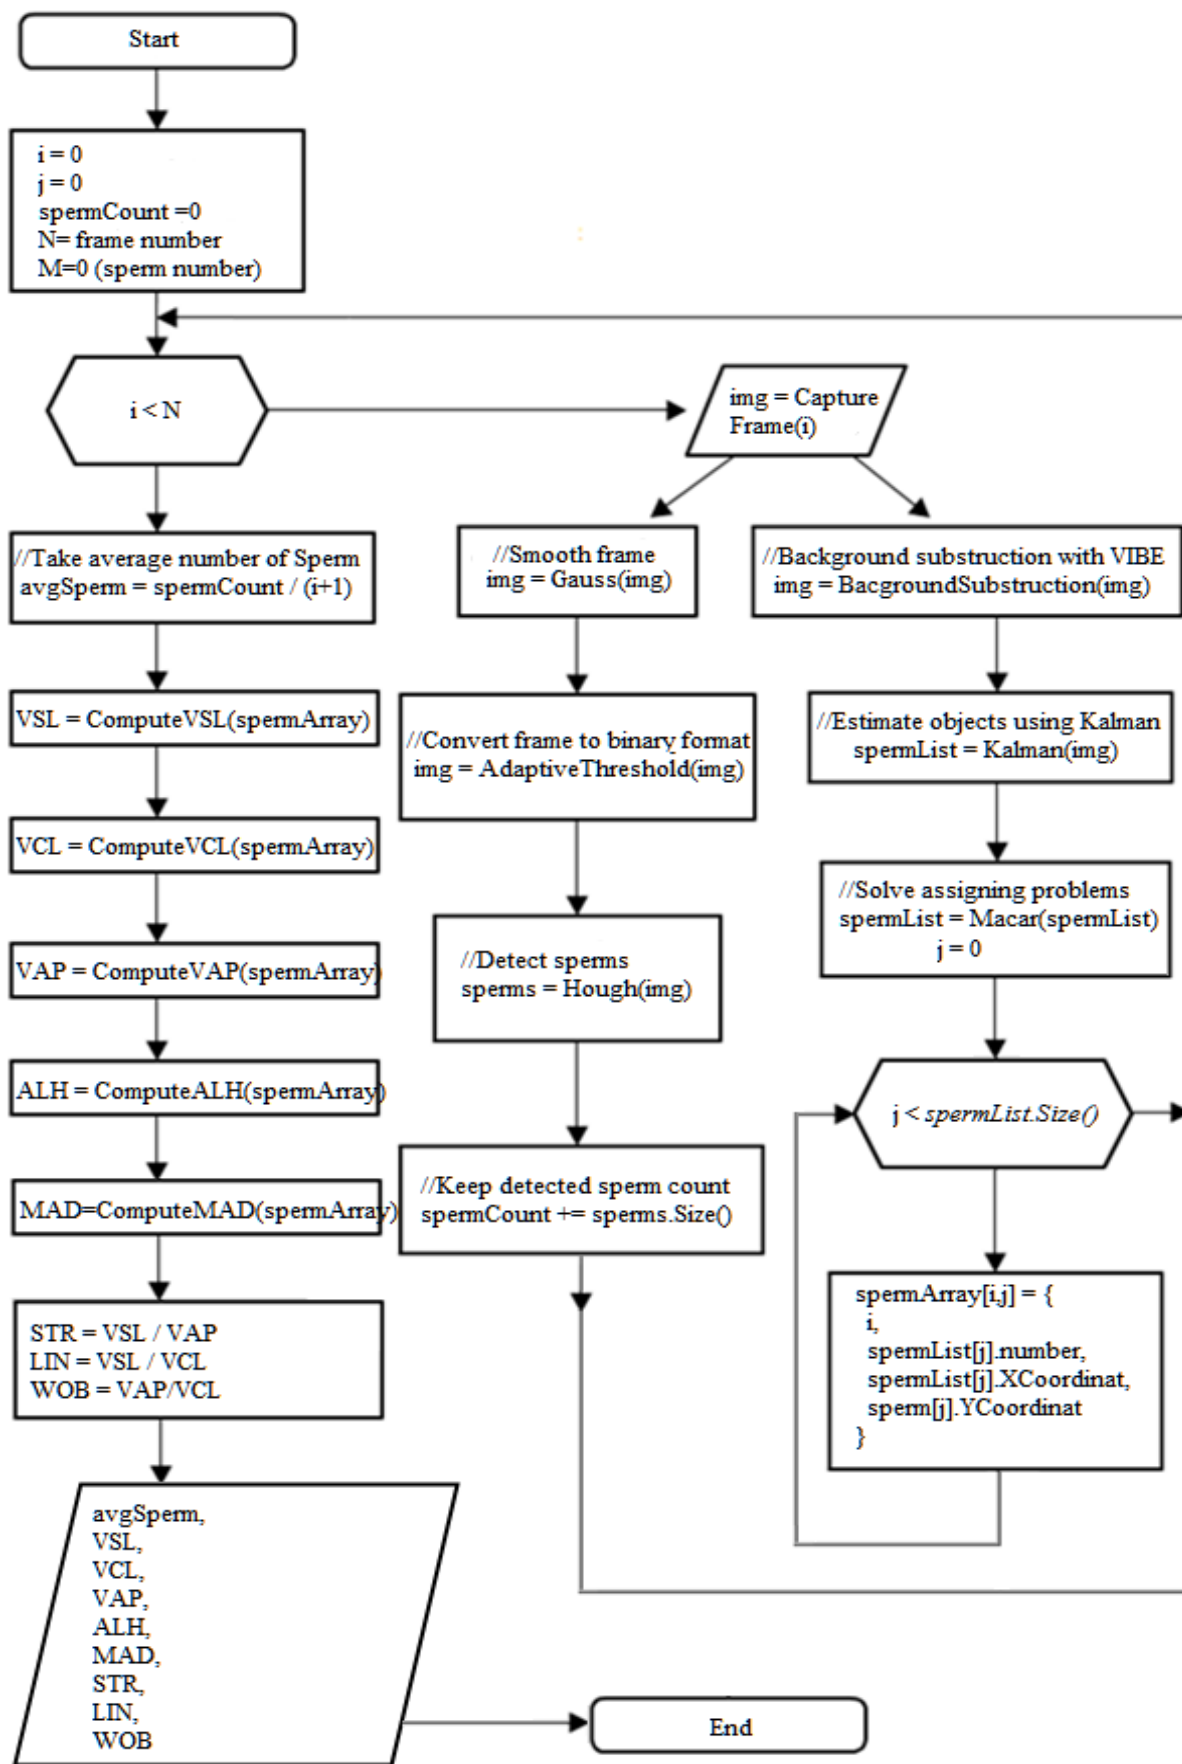 Start
i = 0
j = 0
spermCount =0
N= frame number
M=0 (sperm number)
i < N
img = Capture
Frame(i)
//Take average number of Sperm
avgSperm = spermCount / (i+1)
VSL = ComputeVSL(spermArray)
VCL = ComputeVCL(spermArray)
VAP = ComputeVAP(spermArray)
ALH = ComputeALH(spermArray)
MAD=ComputeMAD(spermArray)
STR = VSL / VAP
LIN = VSL / VCL
WOB = VAP/VCL
avgSperm,
VSL,
VCL,
VAP,
ALH,
MAD,
STR,
LIN,
WOB
//Smooth frame
img = Gauss(img)
//Convert frame to binary format
img = AdaptiveThreshold(img)
//Detect sperms
sperms = Hough(img)
//Keep detected sperm count
spermCount += sperms.Size()
//Background substruction with VIBE
img = BacgroundSubstruction(img)
//Estimate objects using Kalman
spermList = Kalman(img)
//Solve assigning problems
spermList = Macar(spermList)
j = 0
j < spermList.Size()
spermArray[i,j] = {
i,
spermList[j].number,
spermList[j].XCoordinat,
sperm[j].YCoordinat
}
End